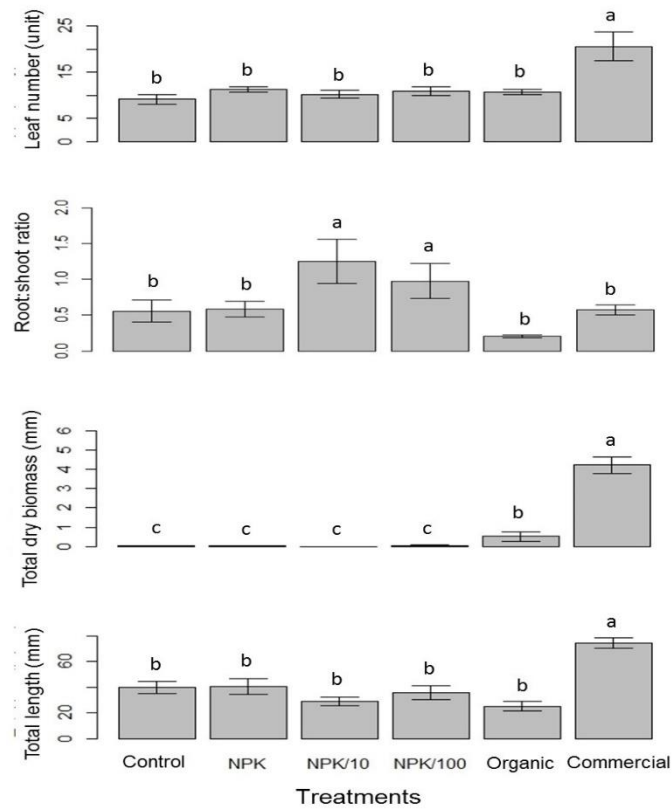 Leaf number (unit)
25
15
5
0
b b b b b a
Root:shoot ratio
2.0
1.5
1.0
0.5
0.0
b b a a b b
Total dry biomass (mm)
6
5
4
3
2
1
0
c c c c b a
Total length (mm)
60
20
0
b b b b b a
Control NPK NPK/10 NPK/100 Organic Commercial
Treatments